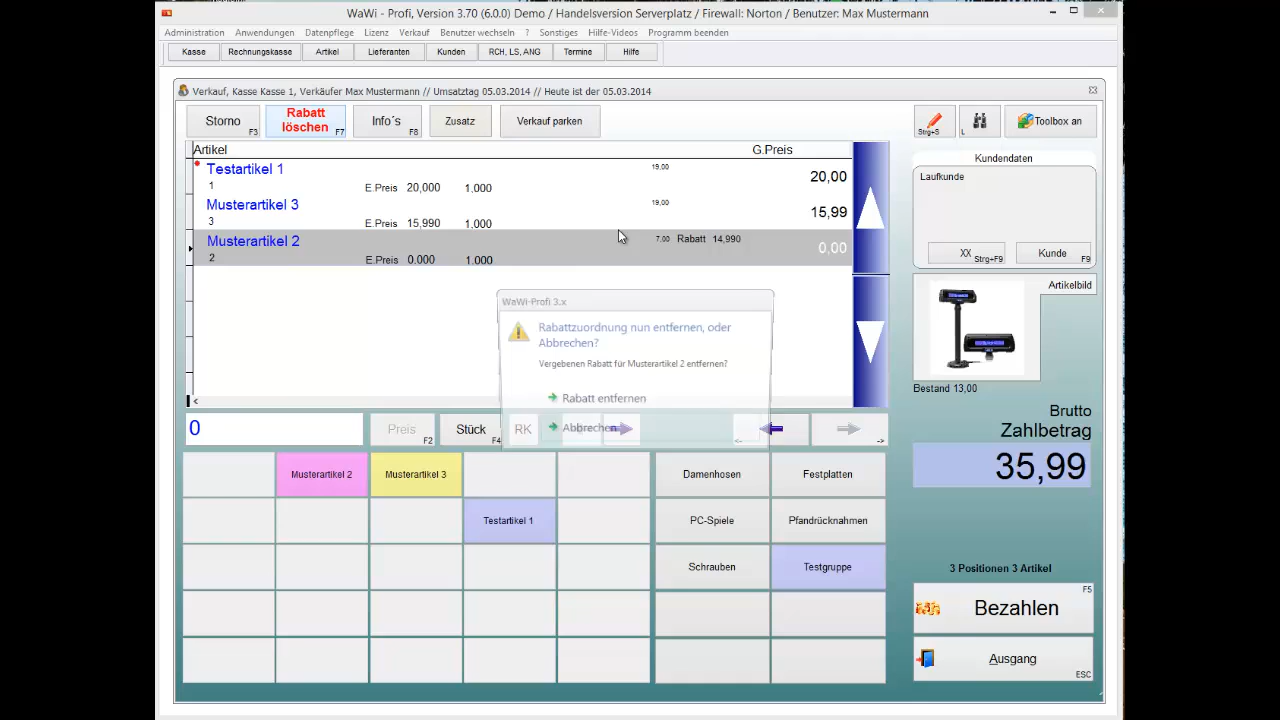 WaWi - Profi, Version 3.70 (6.0.0) Demo / Handelsversion Serverplatz / Firewall: Norton / Benutzer: Max Mustermann
Administration Anwendungen Datenpflege Lizenz Verkauf Benutzer wechseln ? Sonstiges Hilfe-Videos Programm beenden
Kasse Rechnungskasse Artikel Lieferanten Kunden RCH, LS, ANG Termine Hilfe
Verkauf, Kasse Kasse 1, Verkäufer Max Mustermann // Umsatztag 05.03.2014 // Heute ist der 05.03.2014
Storno F3
Rabatt
löschen F7
Info´s F8
Zusatz
Verkauf parken
Strg+S
L
Toolbox an
Artikel G.Preis
Testartikel 1 19,00 20,00
1 E.Preis 20,000 1,000
Musterartikel 3 19,00 15,99
3 E.Preis 15,990 1,000
Musterartikel 2 7,00 Rabatt 14,990 0,00
2 E.Preis 0.000 1.000
Kundendaten
Laufkunde
XX Strg+F9
Kunde F9
Artikelbild
Bestand 13,00
WaWi-Profi 3.x
Rabattzuordnung nun entfernen, oder
Abbrechen?
Vergebenen Rabatt für Musterartikel 2 entfernen?
Rabatt entfernen
Abbrechen
<
0
Preis F2
Stück F4
RK
<-
->
Brutto
Zahlbetrag
35,99
Musterartikel 2 Musterartikel 3
Testartikel 1
Damenhosen Festplatten
PC-Spiele Pfandrücknahmen
Schrauben Testgruppe
3 Positionen 3 Artikel
Bezahlen F5
Ausgang ESC